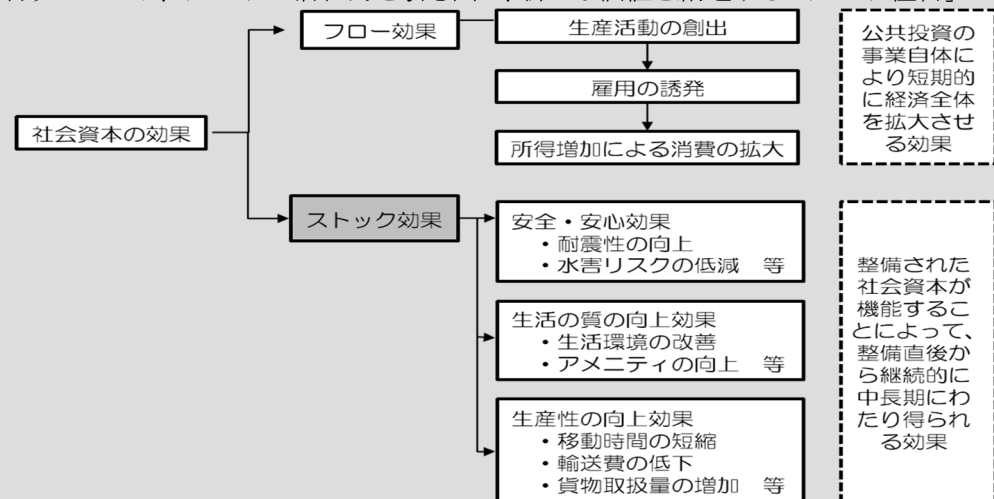 社会資本の効果
フロー効果
生産活動の創出
雇用の誘発
所得増加による消費の拡大
公共投資の
事業自体に
より短期的
に経済全体
を拡大させ
る効果
ストック効果
安全・安心効果
・耐震性の向上
・水害リスクの低減　等
生活の質の向上効果
・生活環境の改善
・アメニティの向上　等
生産性の向上効果
・移動時間の短縮
・輸送費の低下
・貨物取扱量の増加　等
整備された
社会資本が
機能するこ
とによって、
整備直後か
ら継続的に
中長期にわ
たり得られ
る効果